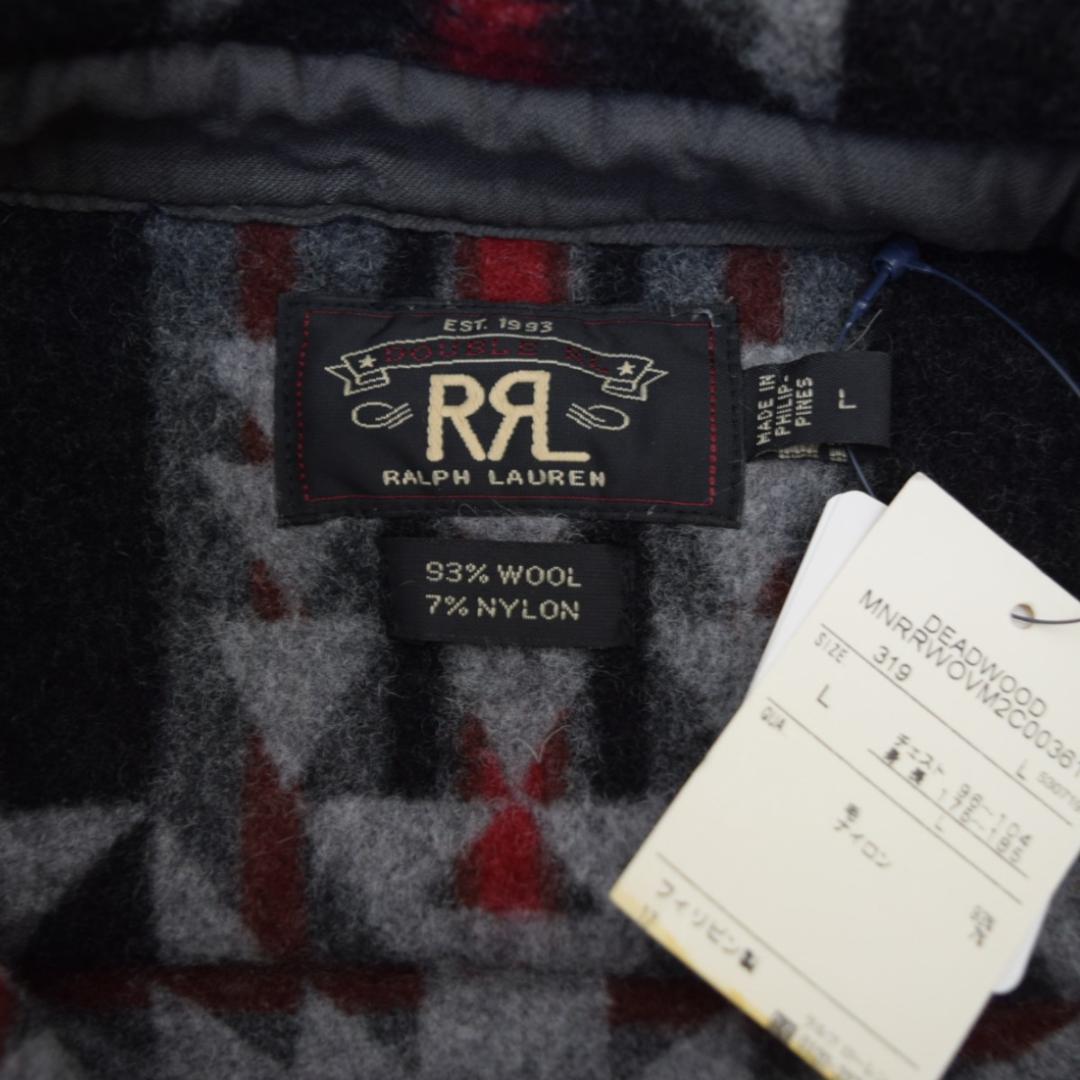 EST. 1993
DOUBLE RL
RRL
RALPH LAUREN
93% WOOL
7% NYLON
MADE IN
PHILIP-
PINES
L
DEADWOOD
MNRRWOVM2C00361
SIZE 319 L
L
QUA.
チェスト 96-104
身長 175-185
L
毛
ナイロン
フィリピン製